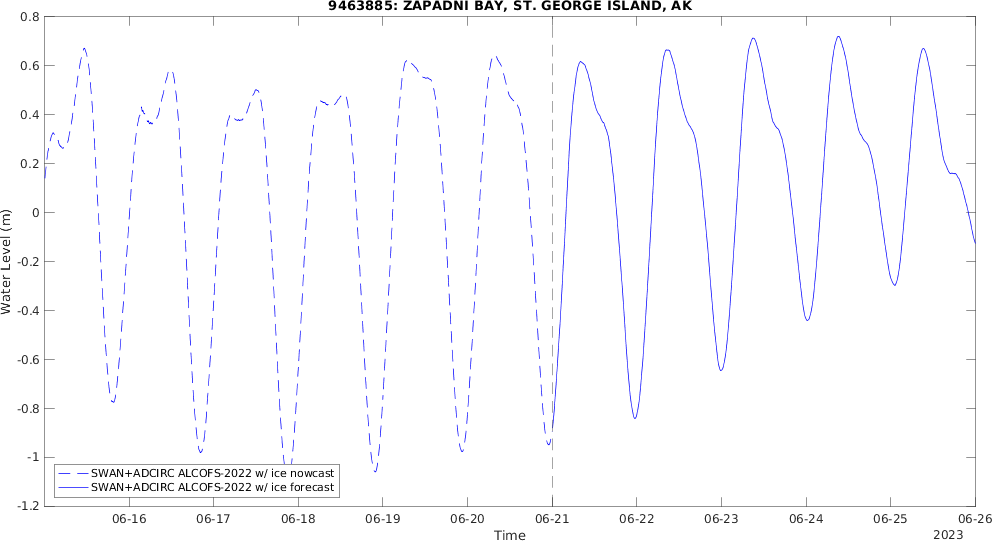 9463885: ZAPADNI BAY, ST. GEORGE ISLAND, AK
0.8
0.6
0.4
0.2
0
-0.2
-0.4
-0.6
-0.8
-1
-1.2
Water Level (m)
SWAN+ADCIRC ALCOFS-2022 w/ ice nowcast
SWAN+ADCIRC ALCOFS-2022 w/ ice forecast
06-16 06-17 06-18 06-19 06-20 06-21 06-22 06-23 06-24 06-25 06-26
Time
2023